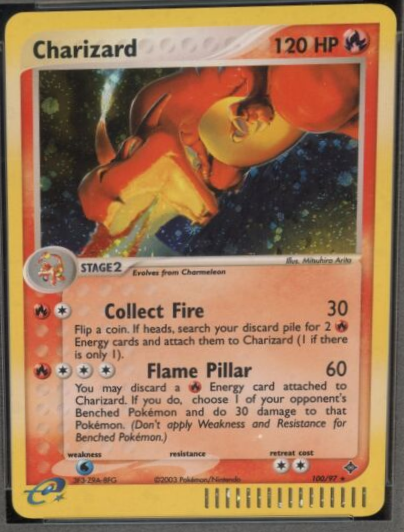 Charizard 120 HP
Illus. Mitsuhiro Arita
STAGE2 Evolves from Charmeleon
Collect Fire 30
Flip a coin. If heads, search your discard pile for 2
Energy cards and attach them to Charizard (1 if there
is only 1).
Flame Pillar 60
You may discard a Energy card attached to
Charizard. If you do, choose 1 of your opponent's
Benched Pokémon and do 30 damage to that
Pokémon. (Don't apply Weakness and Resistance for
Benched Pokémon.)
weakness resistance retreat cost
©2003 Pokémon/Nintendo 100/97
e